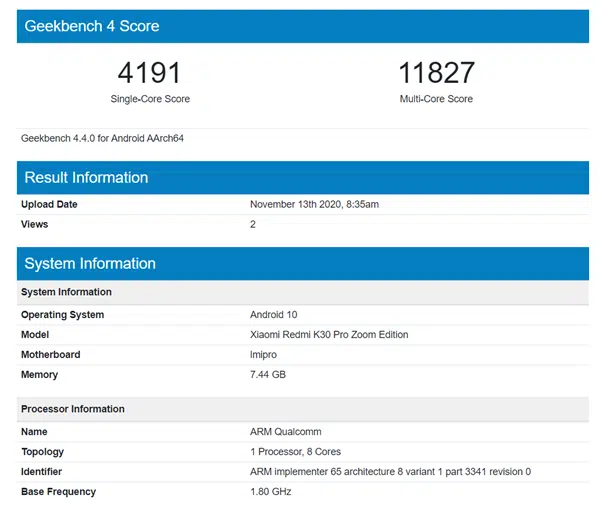 Geekbench 4 Score
4191 11827
Single-Core Score Multi-Core Score
Geekbench 4.4.0 for Android AArch64
Result Information
Upload Date November 13th 2020, 8:35am
Views 2
System Information
System Information
Operating System Android 10
Model Xiaomi Redmi K30 Pro Zoom Edition
Motherboard lmipro
Memory 7.44 GB
Processor Information
Name ARM Qualcomm
Topology 1 Processor, 8 Cores
Identifier ARM implementer 65 architecture 8 variant 1 part 3341 revision 0
Base Frequency 1.80 GHz